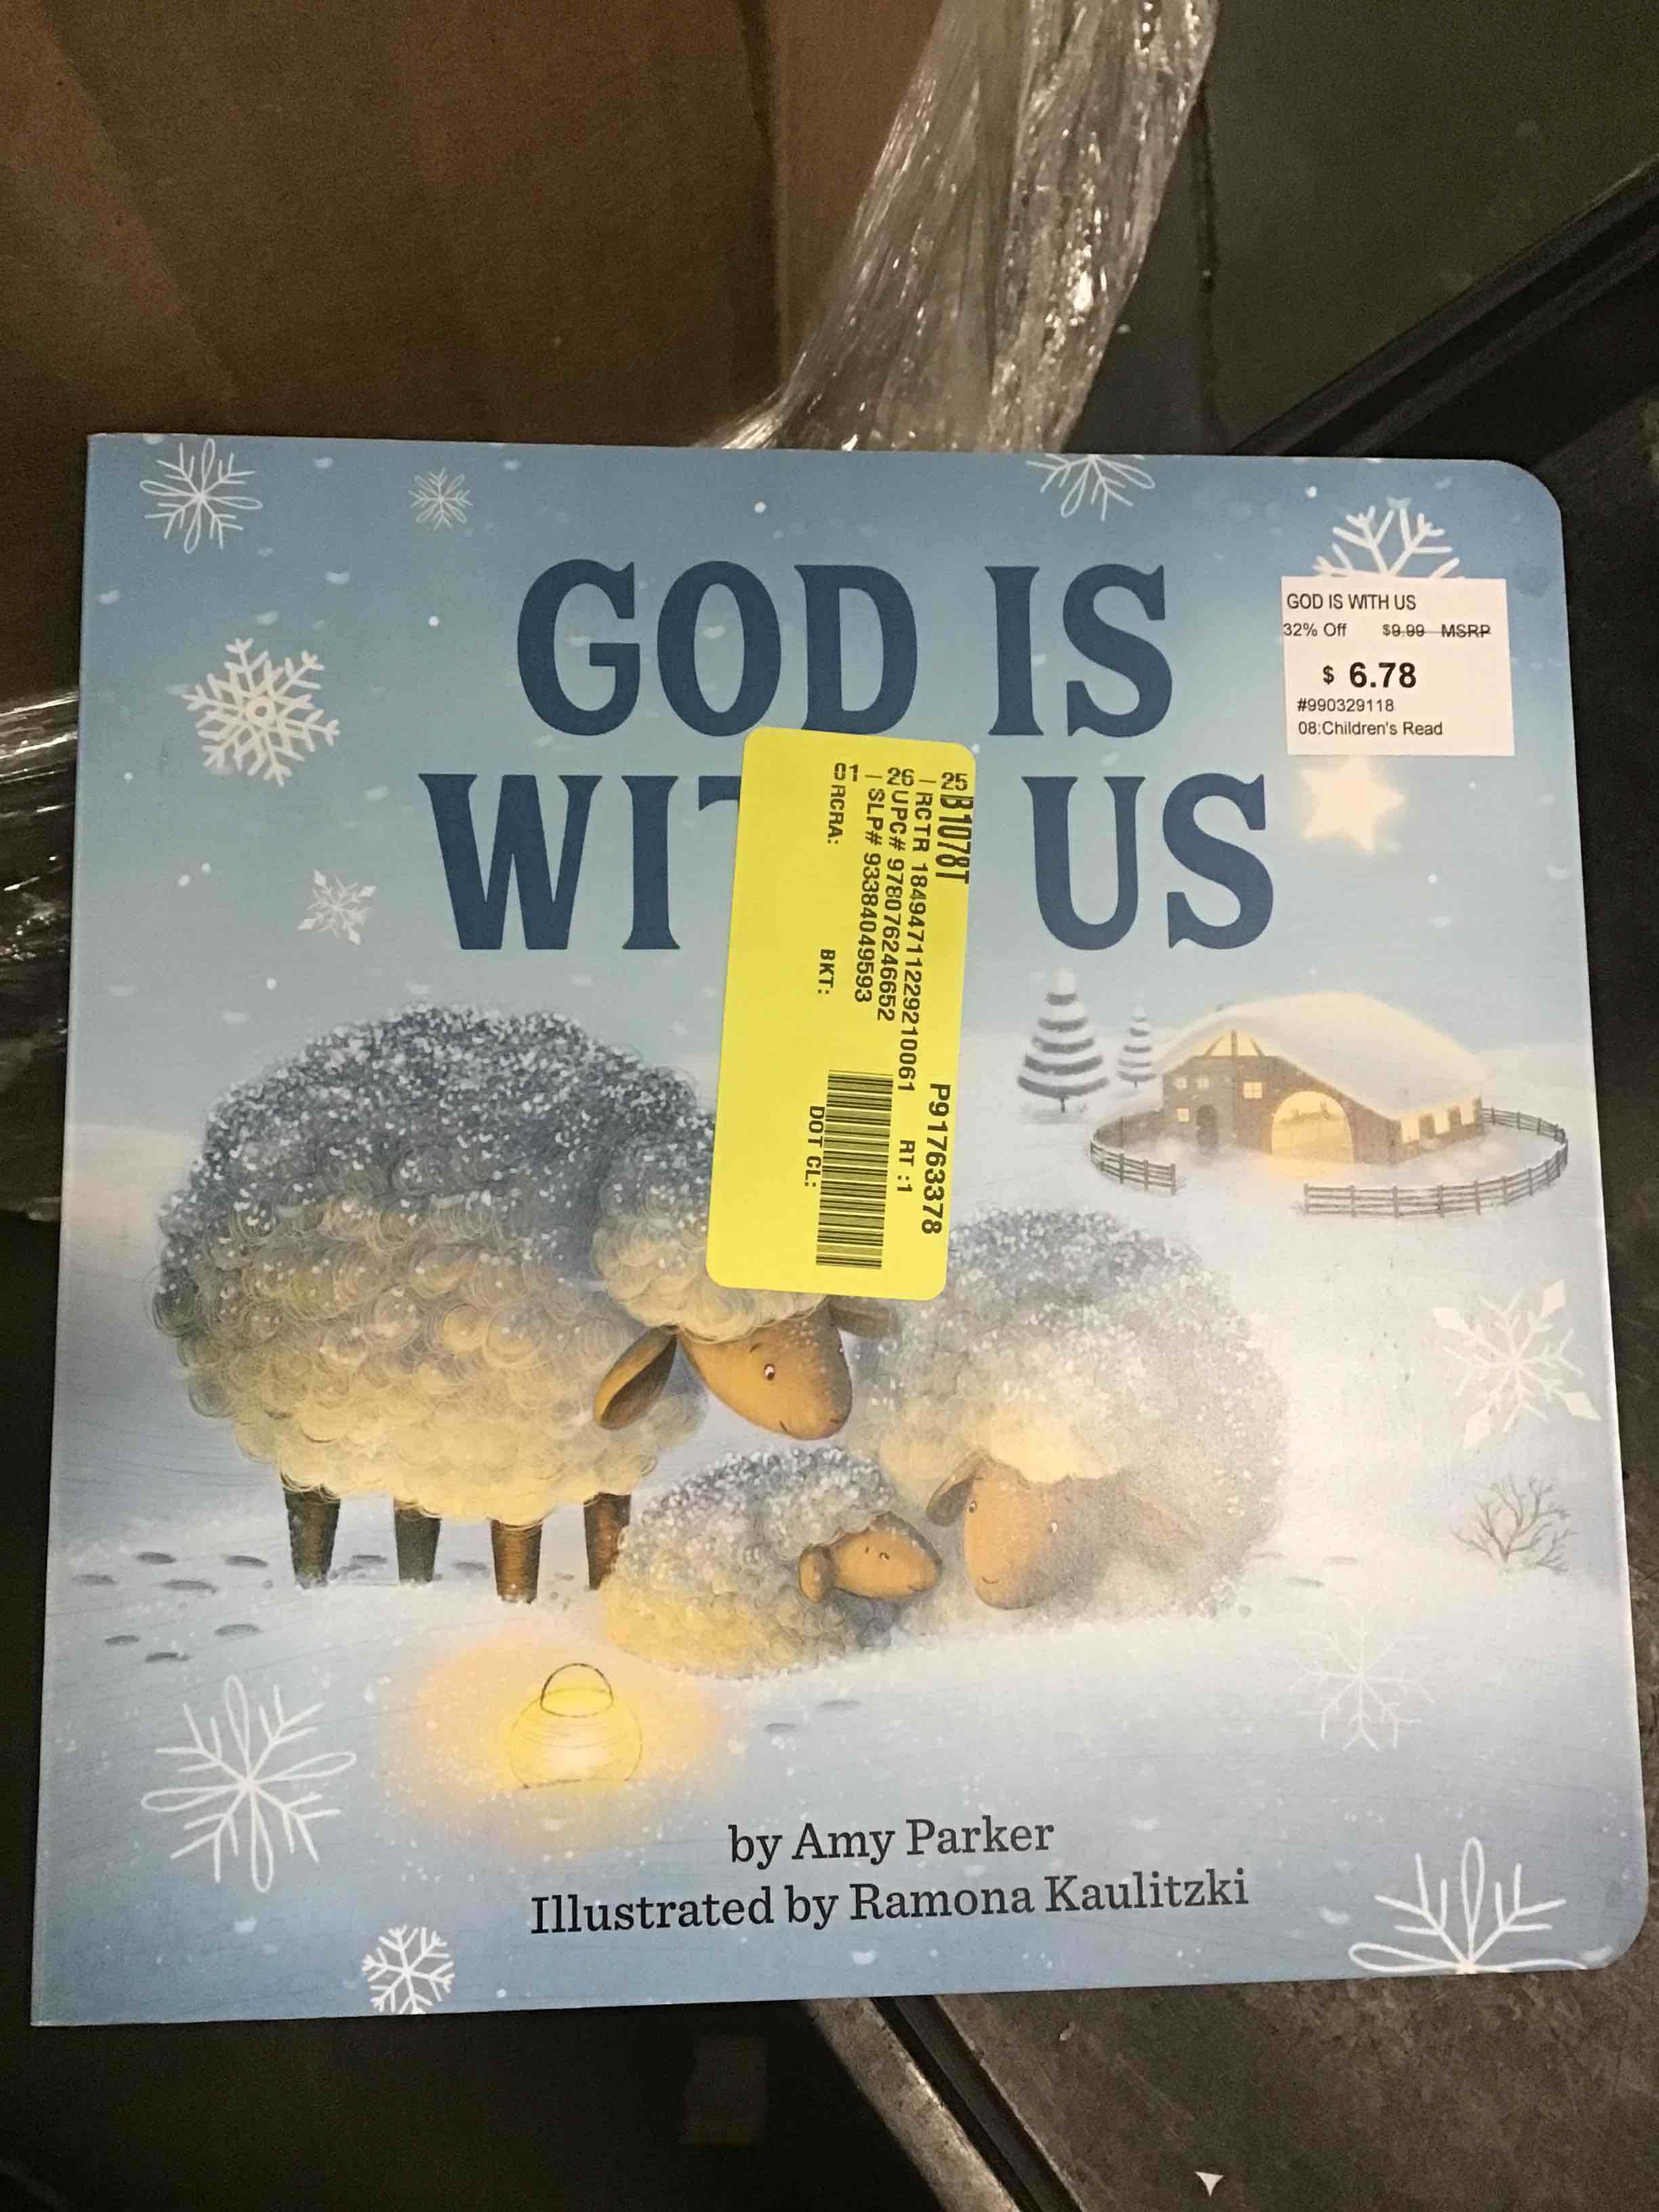 GOD IS
WIT US
GOD IS WITH US
32% Off $9.99 MSRP
$ 6.78
#990329118
08:Children's Read
B1078T P91763378
25 RCTR 1849471122921006 1 RT :1
26 UPC# 9780762466652
SLP# 93384049593
01 RCRA: BKT: DOT CL:
by Amy Parker
Illustrated by Ramona Kaulitzki